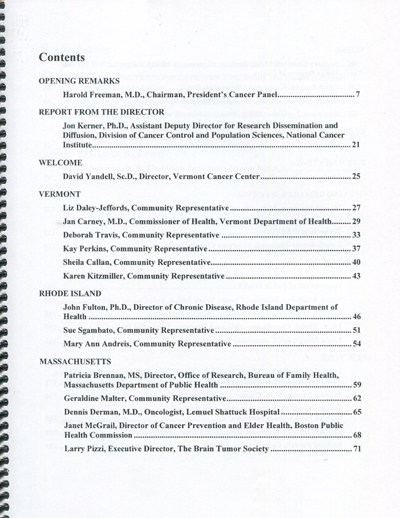 Contents
OPENING REMARKS
Harold Freeman, M.D., Chairman, President's Cancer Panel....................................7
REPORT FROM THE DIRECTOR
Jon Kerner, Ph.D., Assistant Deputy Director for Research Dissemination and
Diffusion, Division of Cancer Control and Population Sciences, National Cancer
Institute....................................................................................................................21
WELCOME
David Yandell, Sc.D., Director, Vermont Cancer Center.........................................25
VERMONT
Liz Daley-Jeffords, Community Representative.......................................................27
Jan Carney, M.D., Commissioner of Health, Vermont Department of Health.........29
Deborah Travis, Community Representative...........................................................33
Kay Perkins, Community Representative................................................................37
Sheila Callan, Community Representative..............................................................40
Karen Kitzmiller, Community Representative.........................................................43
RHODE ISLAND
John Fulton, Ph.D., Director of Chronic Disease, Rhode Island Department of
Health......................................................................................................................46
Sue Sgambato, Community Representative.............................................................51
Mary Ann Andreis, Community Representative......................................................54
MASSACHUSETTS
Patricia Brennan, MS, Director, Office of Research, Bureau of Family Health,
Massachusetts Department of Public Health...........................................................59
Geraldine Malter, Community Representative.........................................................62
Dennis Derman, M.D., Oncologist, Lemuel Shattuck Hospital................................65
Janet McGrail, Director of Cancer Prevention and Elder Health, Boston Public
Health Commission.................................................................................................68
Larry Pizzi, Executive Director, The Brain Tumor Society.....................................71